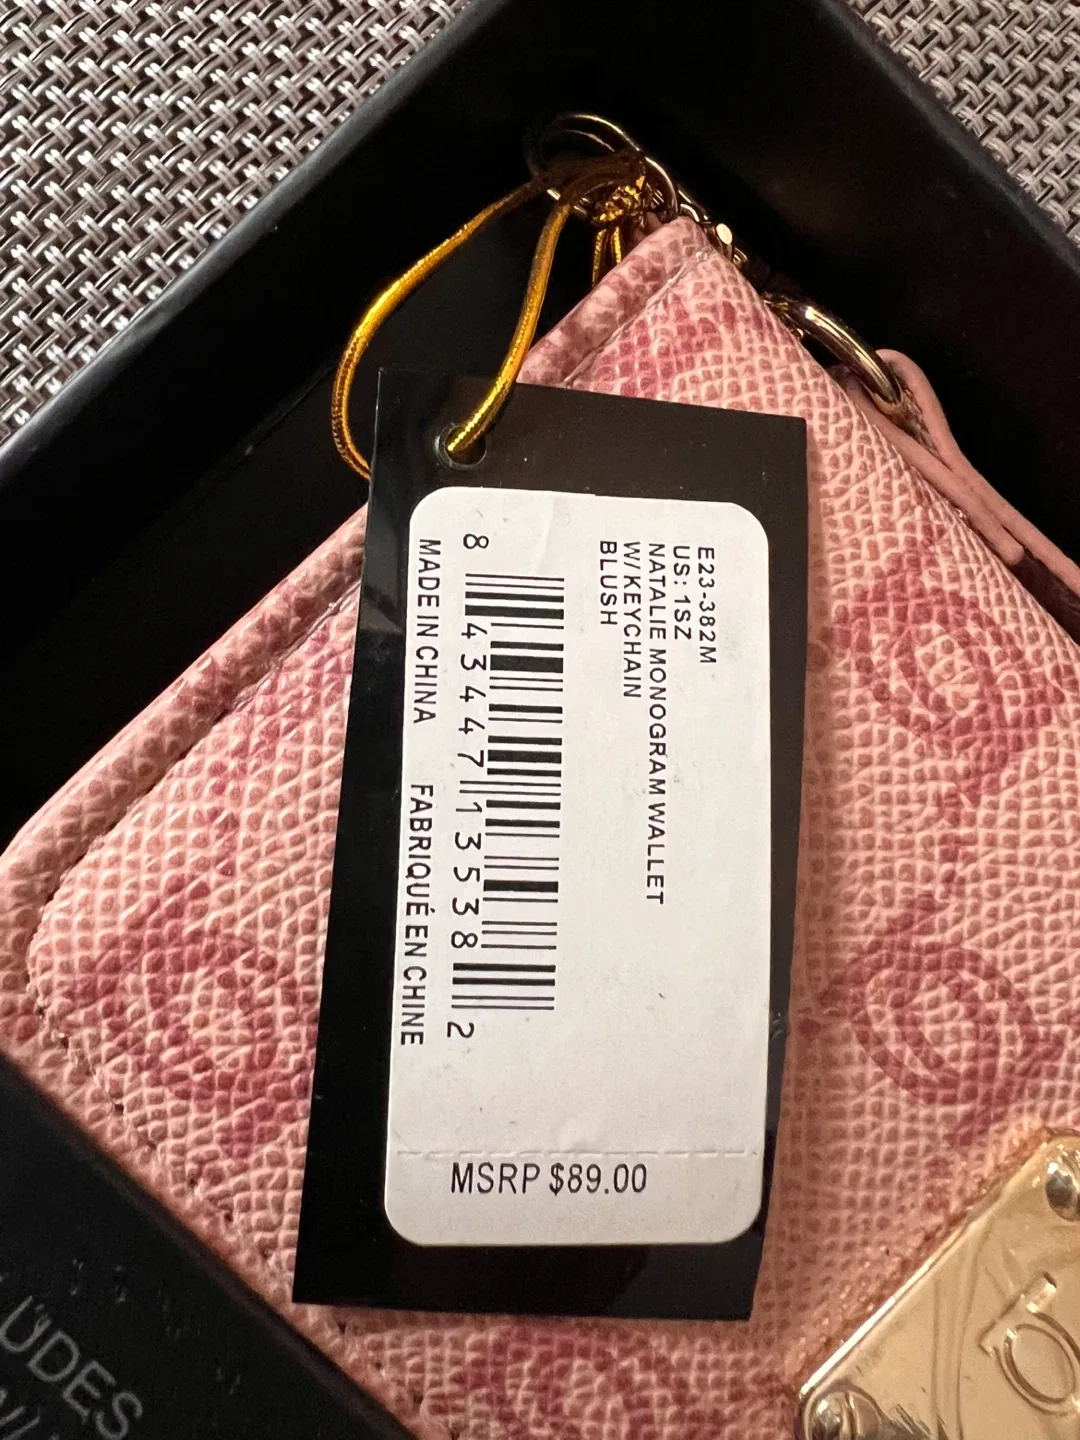 E23-382M
US: 1SZ
NATALIE MONOGRAM WALLET
W/ KEYCHAIN
BLUSH
8 43447 13538 2
MADE IN CHINA FABRIQUÉ EN CHINE
MSRP $89.00
UDES
W/